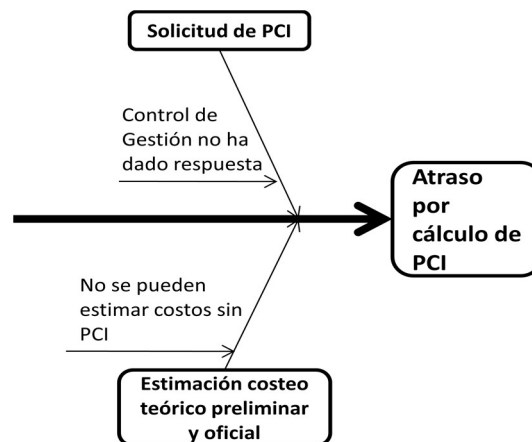 Solicitud de PCI
Control de
Gestión no ha
dado respuesta
Atraso
por
cálculo de
PCI
No se pueden
estimar costos sin
PCI
Estimación costeo
teórico preliminar
y oficial